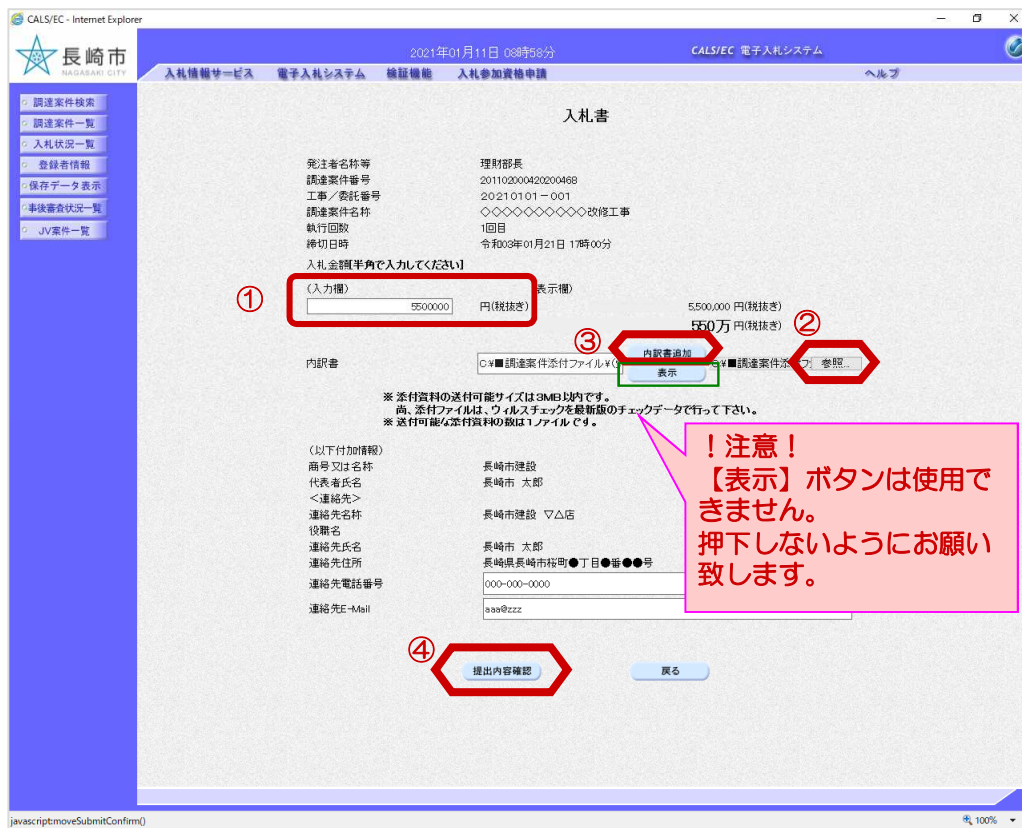 CALS/EC - Internet Explorer
長崎市
NAGASAKI CITY
2021年01月11日 08時58分
CALS/EC 電子入札システム
入札情報サービス 電子入札システム 検証機能 入札参加資格申請 ヘルプ
調達案件検索
調達案件一覧
入札状況一覧
登録者情報
保存データ表示
事後審査状況一覧
JV案件一覧
入札書
発注者名称等 理財部長
調達案件番号 201102000420200468
工事／委託番号 20210101－001
調達案件名称 ◇◇◇◇◇◇◇◇◇◇改修工事
執行回数 1回目
締切日時 令和03年01月21日 17時00分
入札金額[半角で入力してください]
① (入力欄) 表示欄)
5500000 円(税抜き) 5,500,000 円(税抜き)
550万 円(税抜き)
② ③
内訳書追加
内訳書 C:¥■調達案件添付ファイル¥ ¥■調達案件添 参照...
表示
※ 添付資料の送付可能サイズは3MB以内です。
尚、添付ファイルは、ウィルスチェックを最新版のチェックデータで行って下さい。
※ 送付可能な添付資料の数は1ファイルです。
(以下付加情報)
商号又は名称 長崎市建設
代表者氏名 長崎市 太郎
＜連絡先＞
連絡先名称 長崎市建設 ▽△店
役職名
連絡先氏名 長崎市 太郎
連絡先住所 長崎県長崎市桜町●丁目●番●●号
連絡先電話番号 000-000-0000
連絡先E-Mail aaa@zzz
！注意！
【表示】ボタンは使用で
きません。
押下しないようにお願い
致します。
④
提出内容確認 戻る
javascript:moveSubmitConfirm()
100%